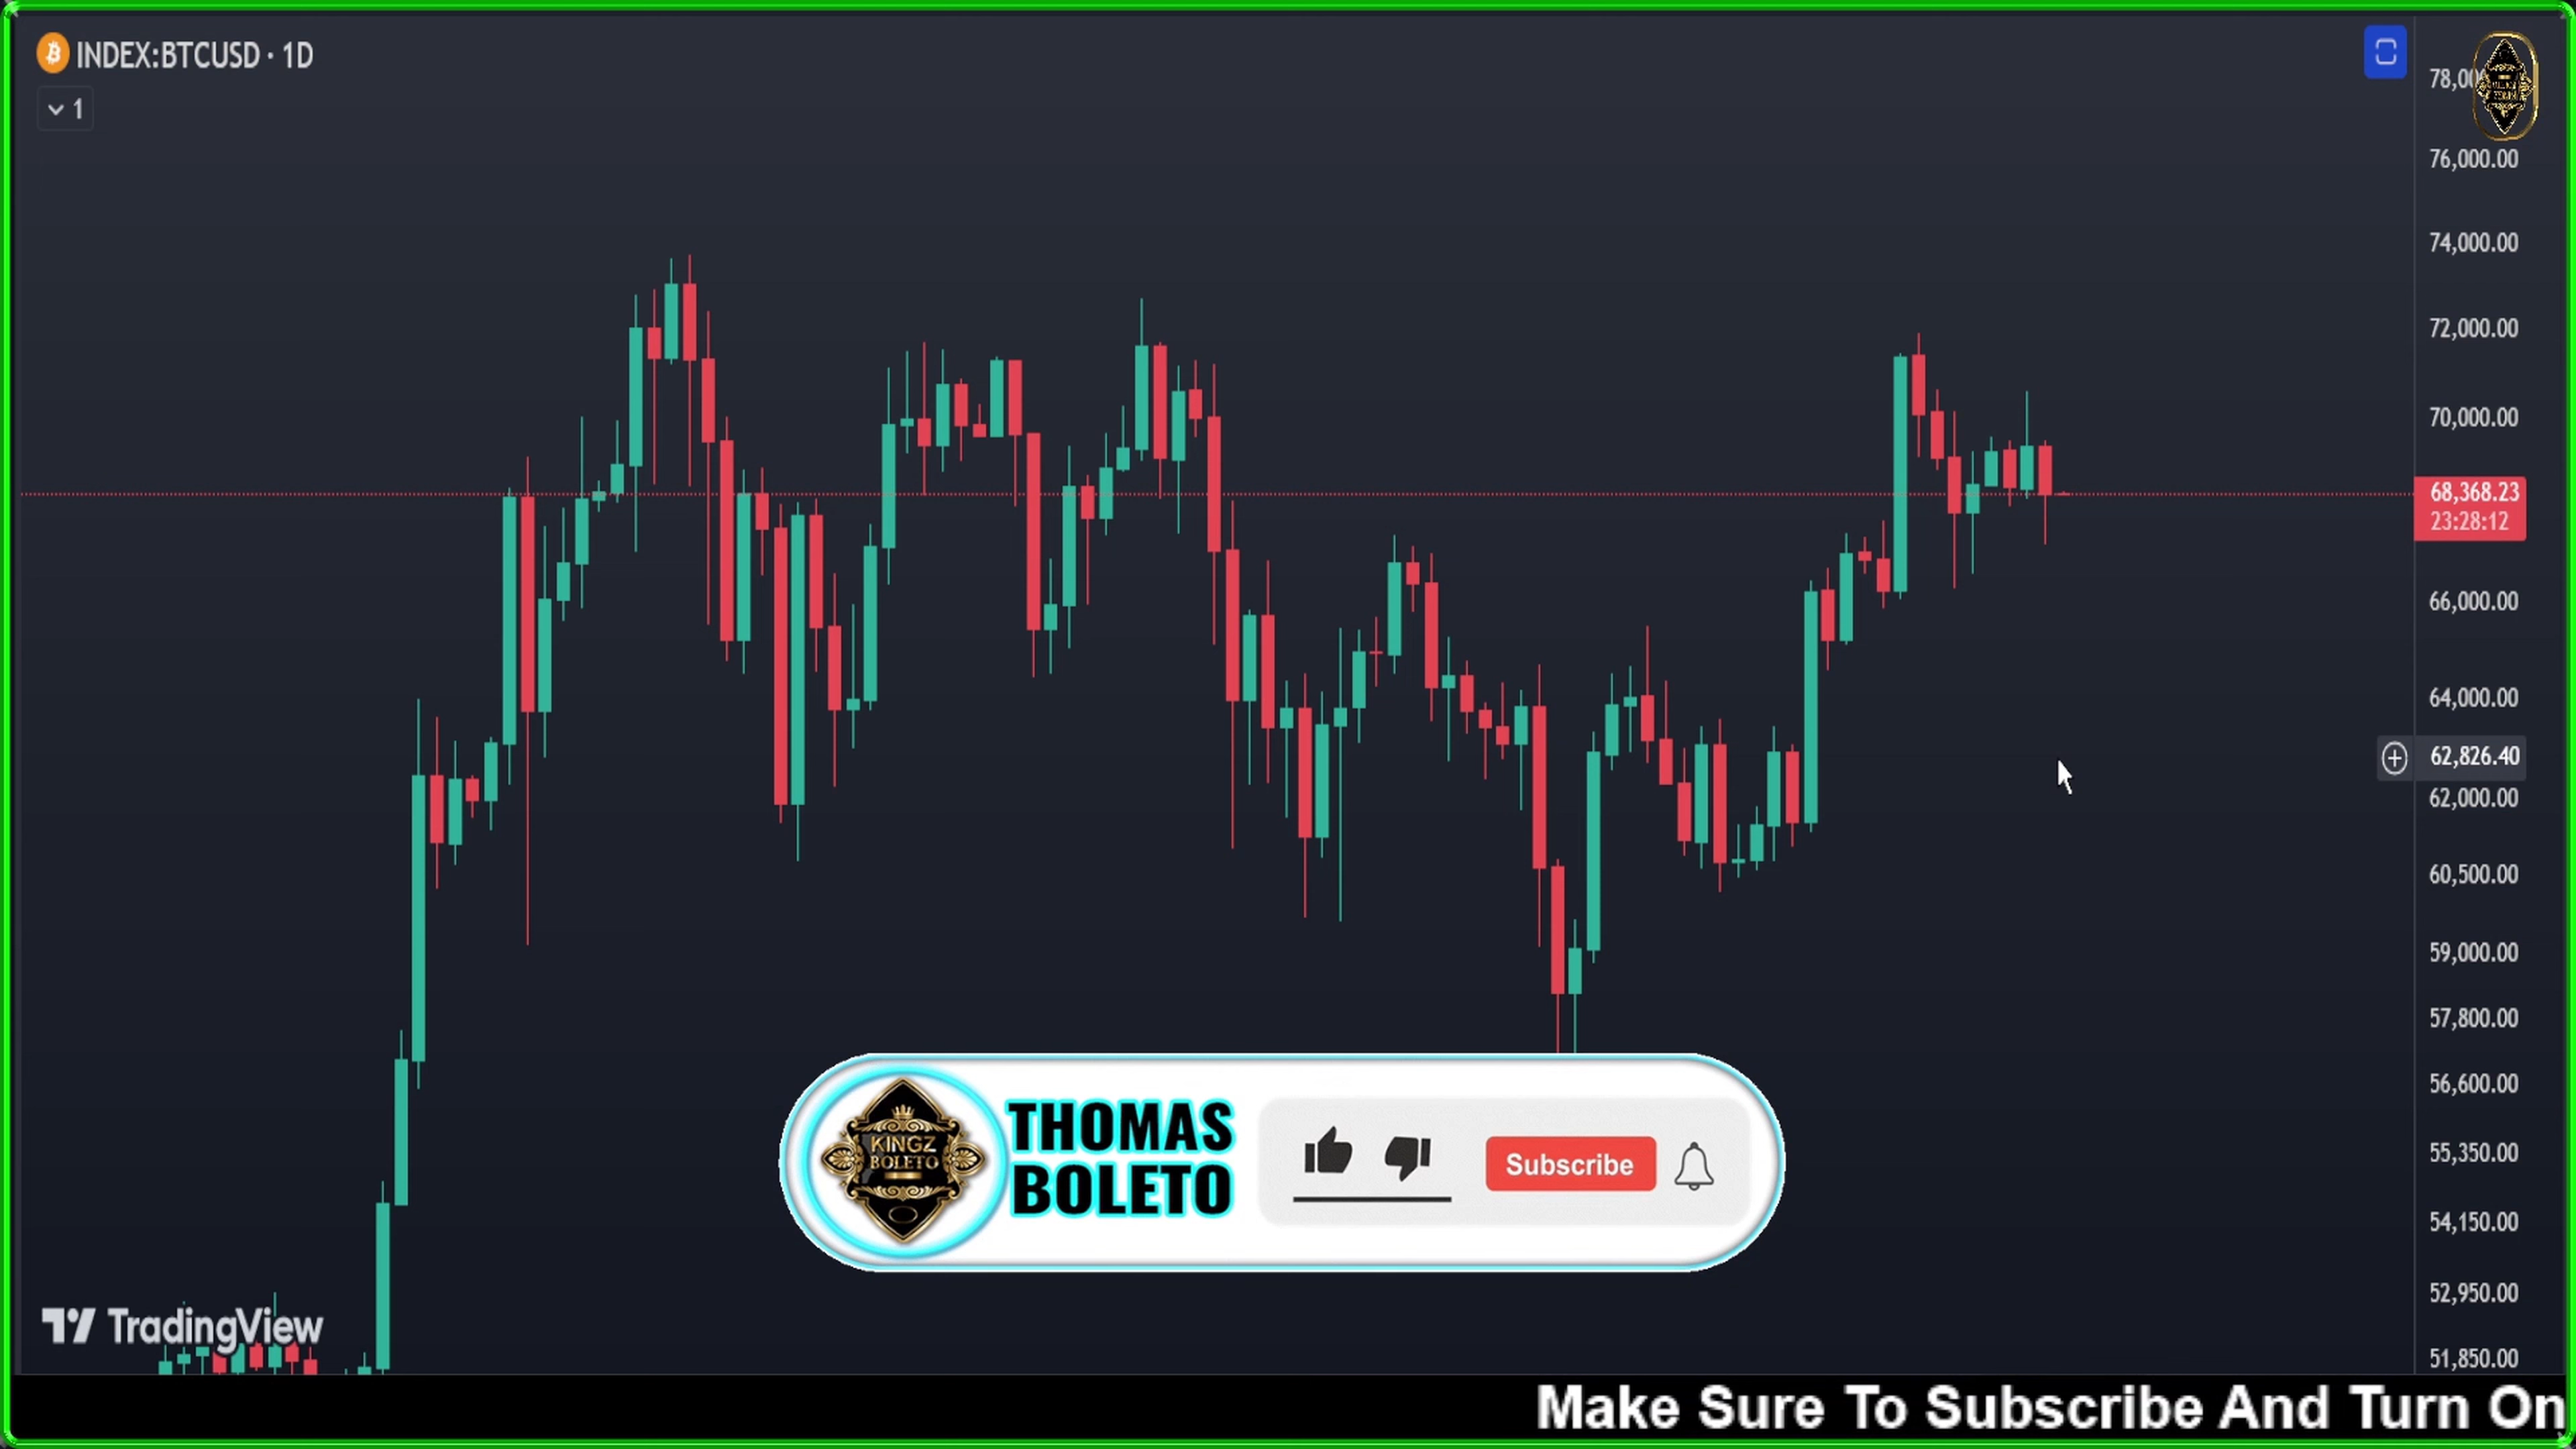 INDEX:BTCUSD · 1D
1
76,000.00
74,000.00
72,000.00
70,000.00
68,368.23
23:28:12
66,000.00
64,000.00
62,826.40
62,000.00
60,500.00
59,000.00
57,800.00
56,600.00
55,350.00
54,150.00
52,950.00
51,850.00
KINGZ
BOLETO
THOMAS
BOLETO
Subscribe
TradingView
Make Sure To Subscribe And Turn On